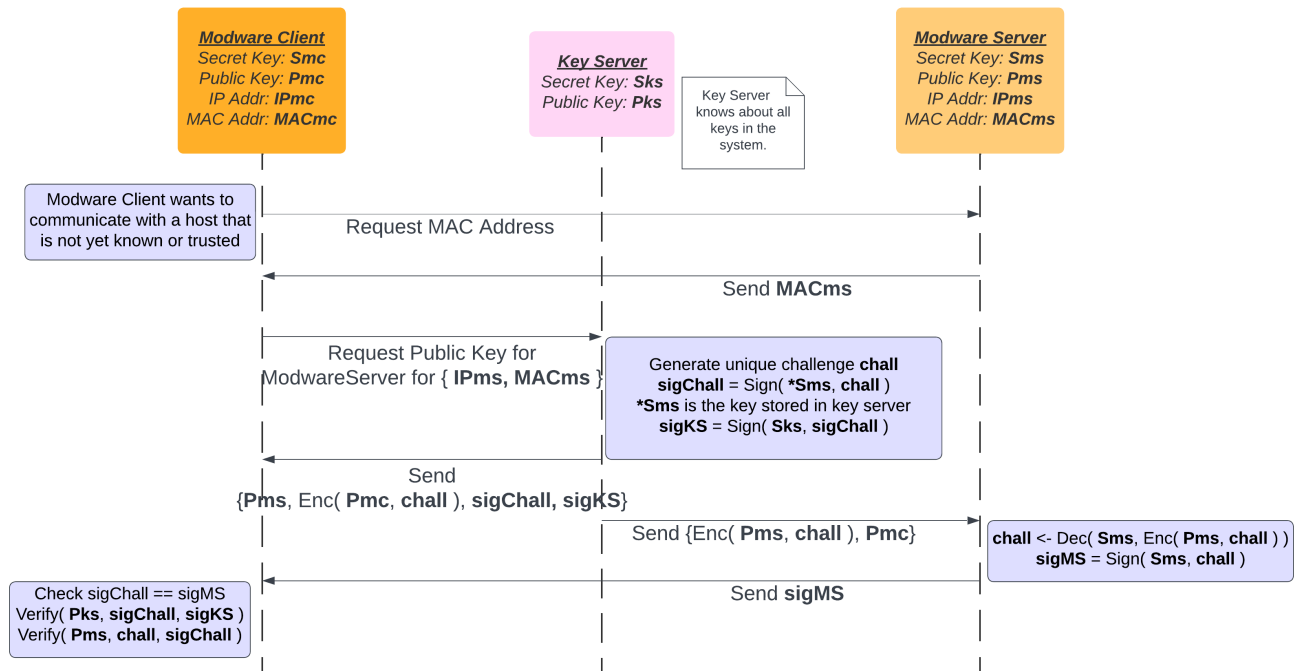 Modware Client
Secret Key: Smc
Public Key: Pmc
IP Addr: IPmc
MAC Addr: MACmc
Key Server
Secret Key: Sks
Public Key: Pks
Key Server
knows about all
keys in the
system.
Modware Server
Secret Key: Sms
Public Key: Pms
IP Addr: IPms
MAC Addr: MACms
Modware Client wants to
communicate with a host that
is not yet known or trusted
Request MAC Address
Send MACms
Request Public Key for
ModwareServer for { IPms, MACms }
Generate unique challenge chall
sigChall = Sign( *Sms, chall )
*Sms is the key stored in key server
sigKS = Sign( Sks, sigChall )
Send
{Pms, Enc( Pmc, chall ), sigChall, sigKS}
Send {Enc( Pms, chall ), Pmc}
chall <- Dec( Sms, Enc( Pms, chall ) )
sigMS = Sign( Sms, chall )
Send sigMS
Check sigChall == sigMS
Verify( Pks, sigChall, sigKS )
Verify( Pms, chall, sigChall )